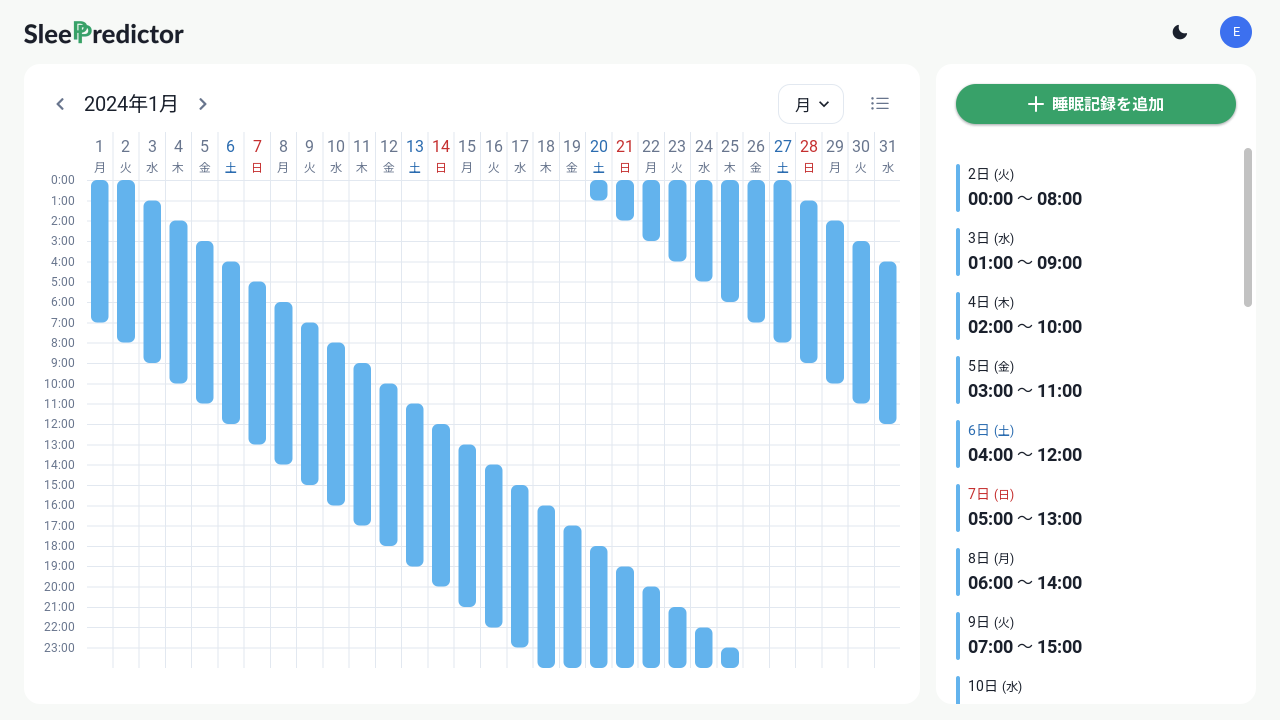 SleePredictor
E
2024年1月
月
1 2 3 4 5 6 7 8 9 10 11 12 13 14 15 16 17 18 19 20 21 22 23 24 25 26 27 28 29 30 31
月 火 水 木 金 土 日 月 火 水 木 金 土 日 月 火 水 木 金 土 日 月 火 水 木 金 土 日 月 火 水
0:00
1:00
2:00
3:00
4:00
5:00
6:00
7:00
8:00
9:00
10:00
11:00
12:00
13:00
14:00
15:00
16:00
17:00
18:00
19:00
20:00
21:00
22:00
23:00
睡眠記録を追加
2日 (火)
00:00 〜 08:00
3日 (水)
01:00 〜 09:00
4日 (木)
02:00 〜 10:00
5日 (金)
03:00 〜 11:00
6日 (土)
04:00 〜 12:00
7日 (日)
05:00 〜 13:00
8日 (月)
06:00 〜 14:00
9日 (火)
07:00 〜 15:00
10日 (水)